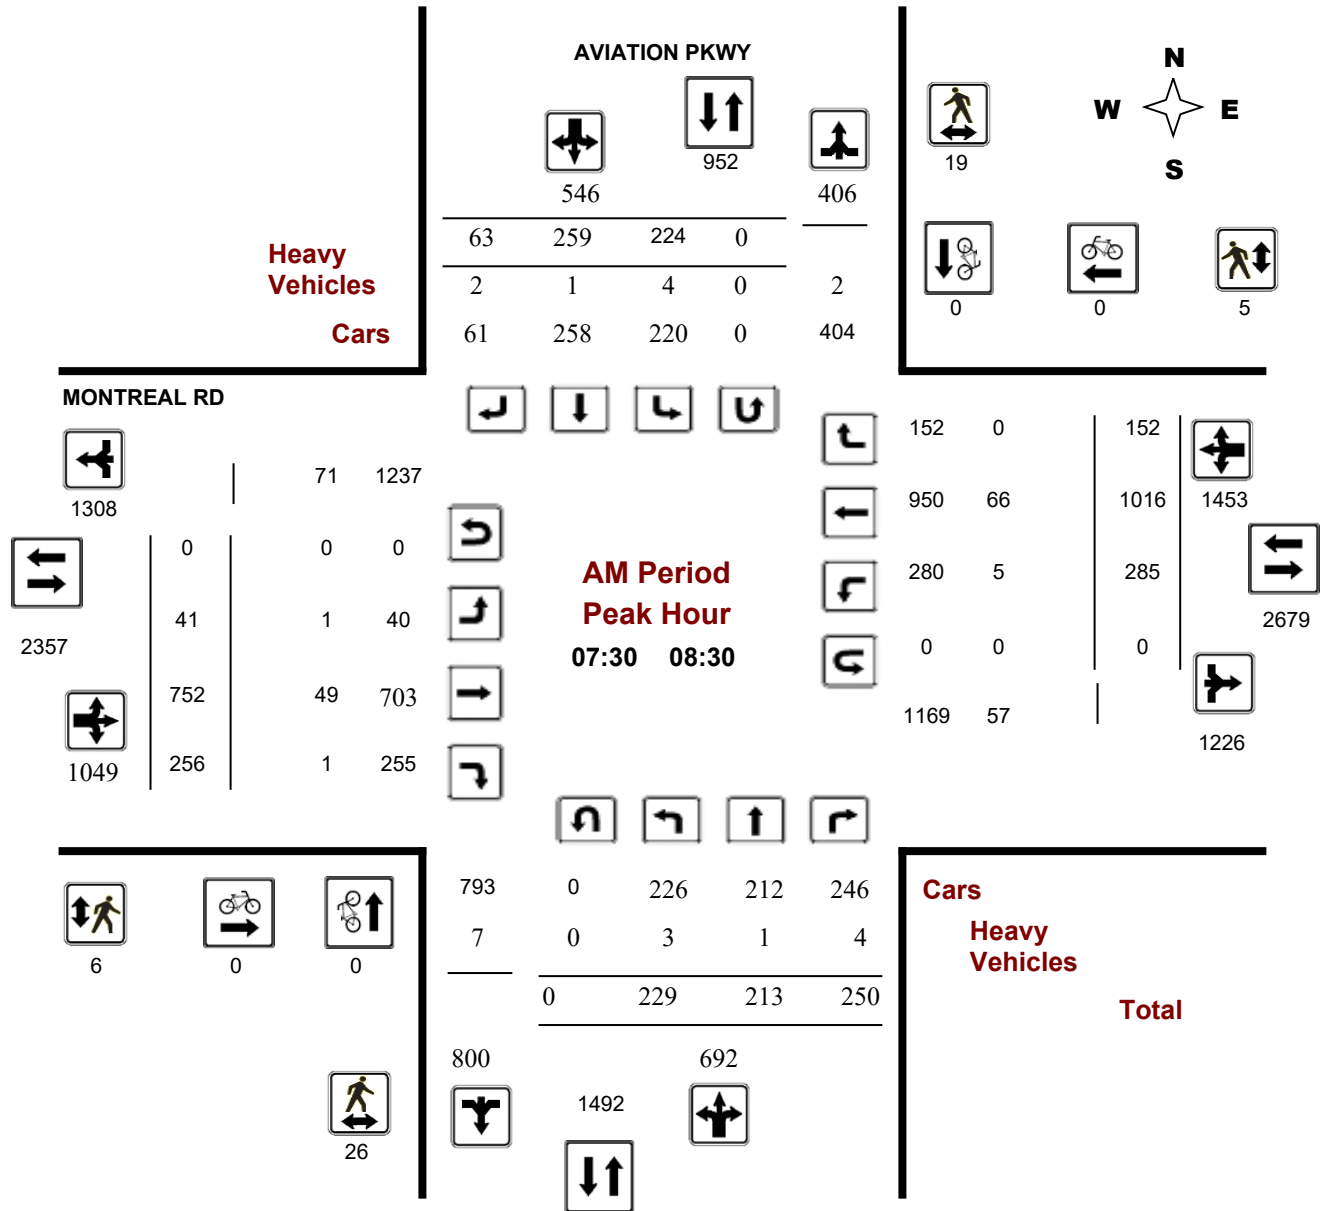 AVIATION PKWY
N
W E
S
952
19
546
406
63 259 224 0
Heavy
Vehicles
2 1 4 0 2
0 0 5
Cars
61 258 220 0 404
MONTREAL RD
152 0 152
71 1237
1308
950 66 1016 1453
0 0 0
AM Period
280 5 285
Peak Hour
41 1 40
2679
2357
07:30 08:30
0 0 0
752 49 703
1169 57
1226
1049 256 1 255
793 0 226 212 246
Cars
7 0 3 1 4
Heavy
Vehicles
6 0 0
0 229 213 250
Total
800 692
1492
26